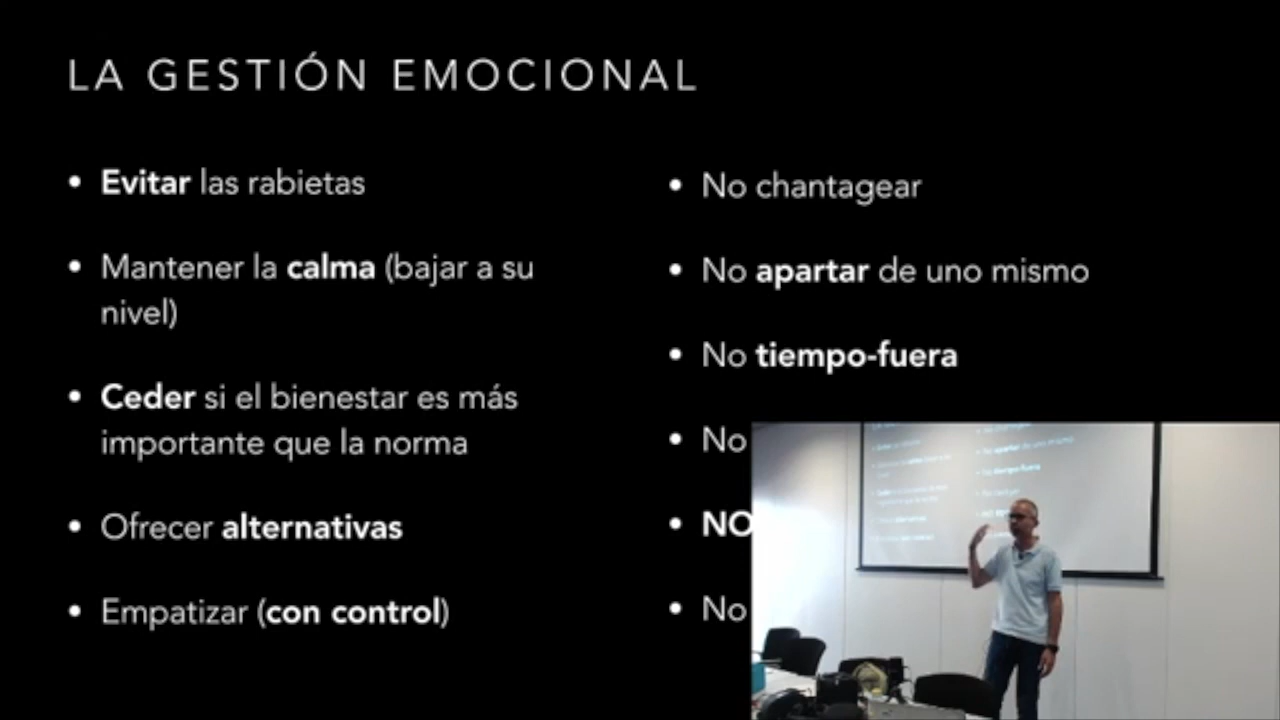 LA GESTIÓN EMOCIONAL
• Evitar las rabietas
• Mantener la calma (bajar a su
nivel)
• Ceder si el bienestar es más
importante que la norma
• Ofrecer alternativas
• Empatizar (con control)
• No chantagear
• No apartar de uno mismo
• No tiempo-fuera
• No
• NO
• No